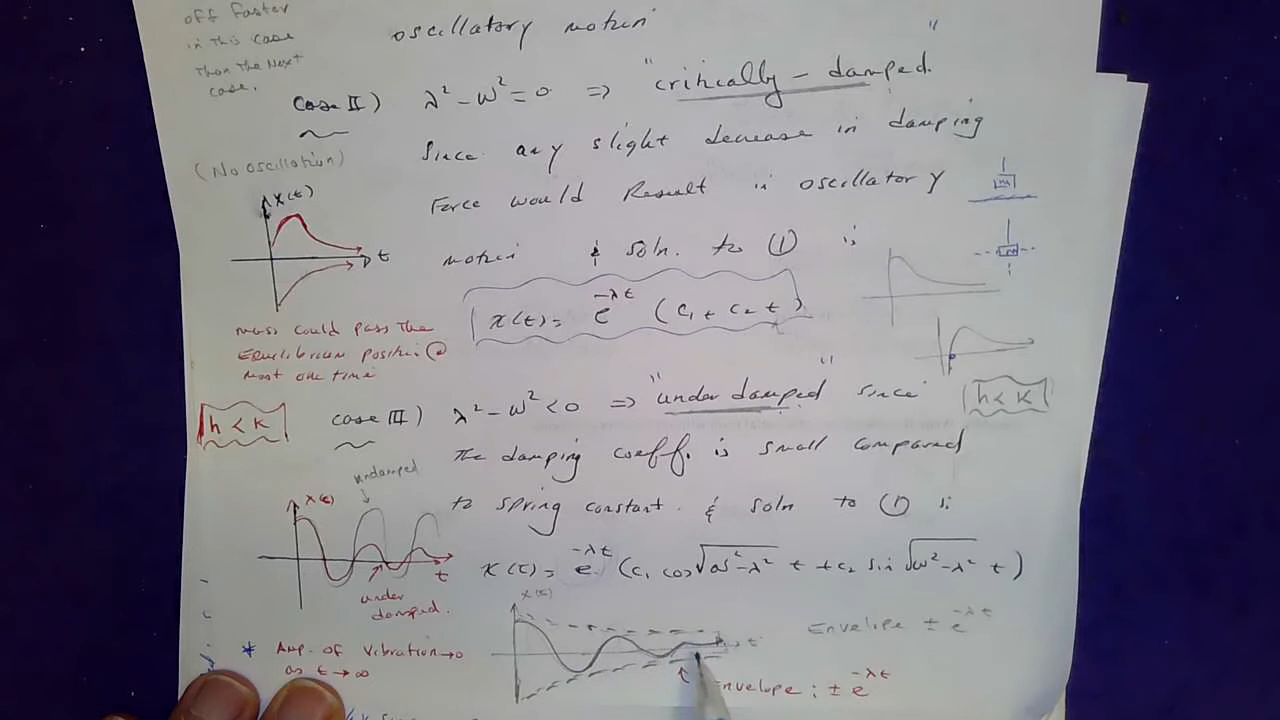 off faster
in this case
than the next
case.
oscillatory motion
Case II) λ² - ω² = 0 => "critically - damped."
Since any slight decrease in damping
(No oscillation)
Force would Result in oscillatory
x(t)
t
motion & soln. to ① is
x(t) = e^{-λt} (c₁ + c₂ t)
mass could pass the
Equilibrium position @
most one time
h < k
case III) λ² - ω² < 0 => "under damped" since
h < k
the damping coeff. is small compared
undamped
x(t)
to spring constant. & soln to ① is
x(t) = e^{-λt} (c₁ cos √ω²-λ² t + c₂ sin √ω²-λ² t)
t
under
damped.
x(t)
t
Envelope ± e^{-λt}
* Amp. of Vibration → 0
as t → ∞
Envelope: ± e^{-λt}